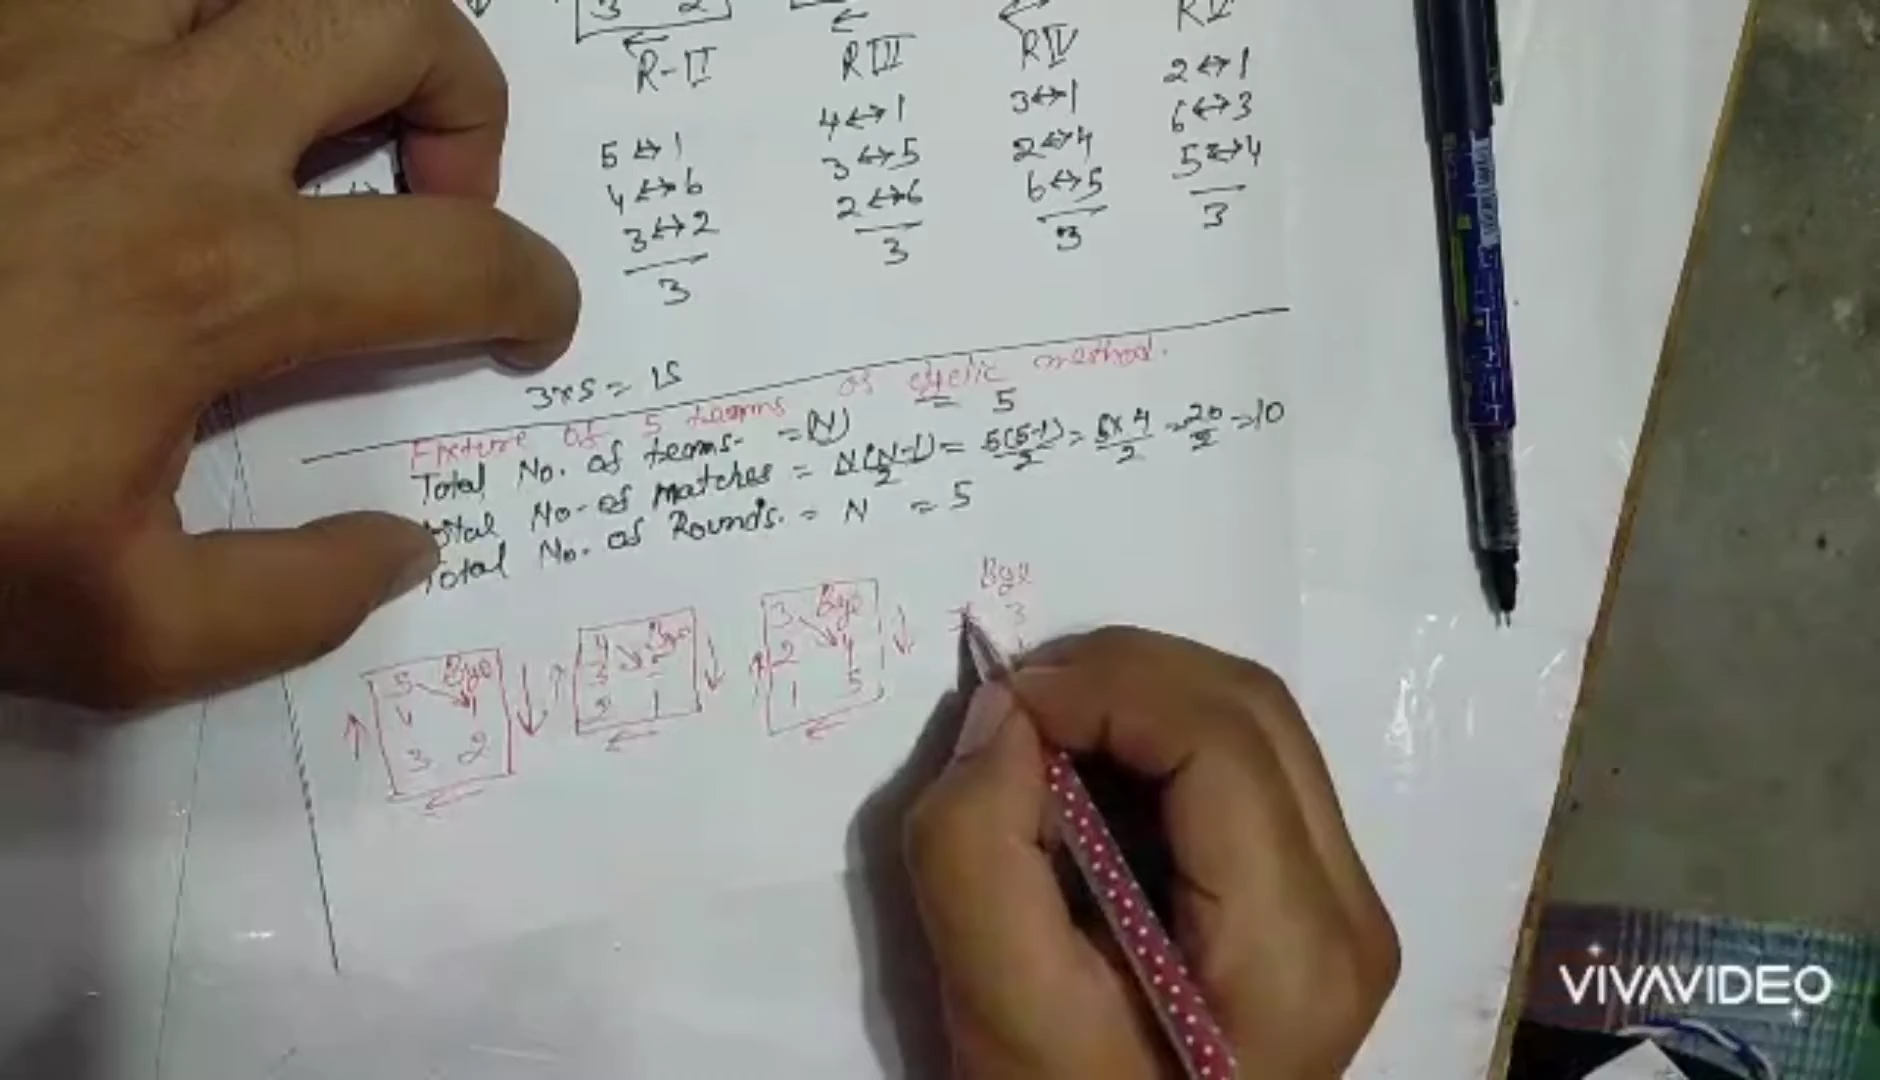 3 2
R-II RIII RIV RV
5↔1 4↔1 3↔1 2↔1
4↔6 3↔5 2↔4 6↔3
3↔2 2↔6 6↔5 5↔4
3 3 3 3
3×5=15
Fixture of 5 teams of cyclic method.
Total No. of teams = (N) = 5
Total No. of Matches = N(N-1)/2 = 5(5-1)/2 = 5×4/2 = 20/2 = 10
Total No. of Rounds = N = 5
5 Bye 4 Bye 3 Bye Bye
4 1 3 5 2 4 3
3 2 2 1 1 5
VIVAVIDEO